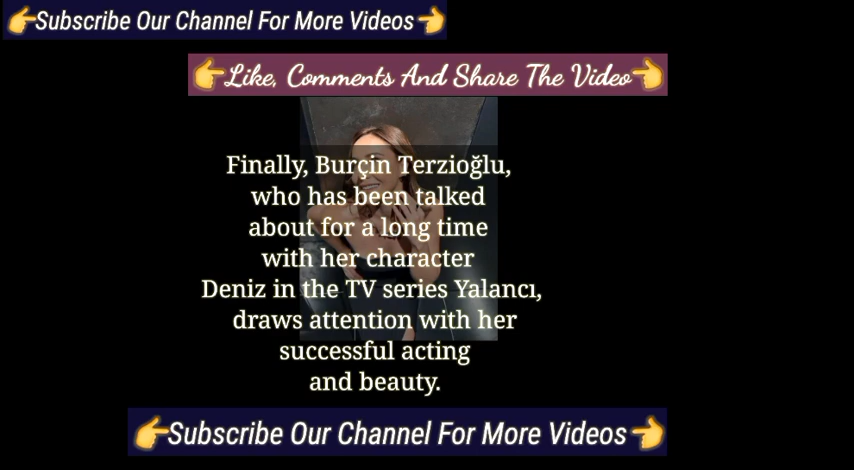 👉Subscribe Our Channel For More Videos👈
👉Like, Comments And Share The Video👈
Finally, Burçin Terzioğlu,
who has been talked
about for a long time
with her character
Deniz in the TV series Yalancı,
draws attention with her
successful acting
and beauty.
👉Subscribe Our Channel For More Videos👈